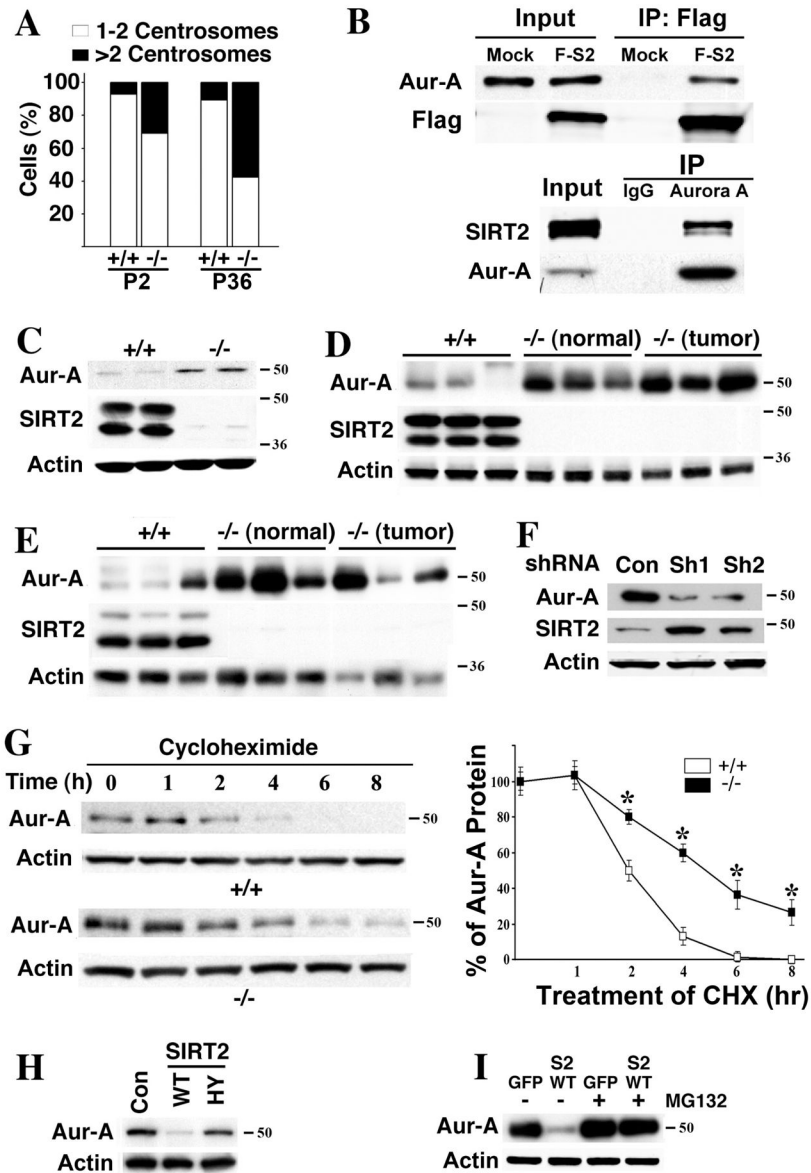 A
1-2 Centrosomes
>2 Centrosomes
Cells (%)
100
80
60
40
20
+/+ -/- +/+ -/-
P2 P36
B
Input IP: Flag
Mock F-S2 Mock F-S2
Aur-A
Flag
Input IP
IgG Aurora A
SIRT2
Aur-A
C
+/+ -/-
Aur-A 50
SIRT2 50
36
Actin
D
+/+ -/- (normal) -/- (tumor)
Aur-A 50
SIRT2 50
36
Actin
E
+/+ -/- (normal) -/- (tumor)
Aur-A 50
SIRT2 50
Actin 36
F
shRNA Con Sh1 Sh2
Aur-A 50
SIRT2 50
Actin
G
Cycloheximide
Time (h) 0 1 2 4 6 8
Aur-A 50
Actin
+/+
Aur-A 50
Actin
-/-
% of Aur-A Protein
100
80
60
40
20
0
+/+
-/-
* * * *
1 2 4 6 8
Treatment of CHX (hr)
H
SIRT2
Con WT HY
Aur-A 50
Actin
I
GFP S2 WT GFP S2 WT
- - + + MG132
Aur-A 50
Actin